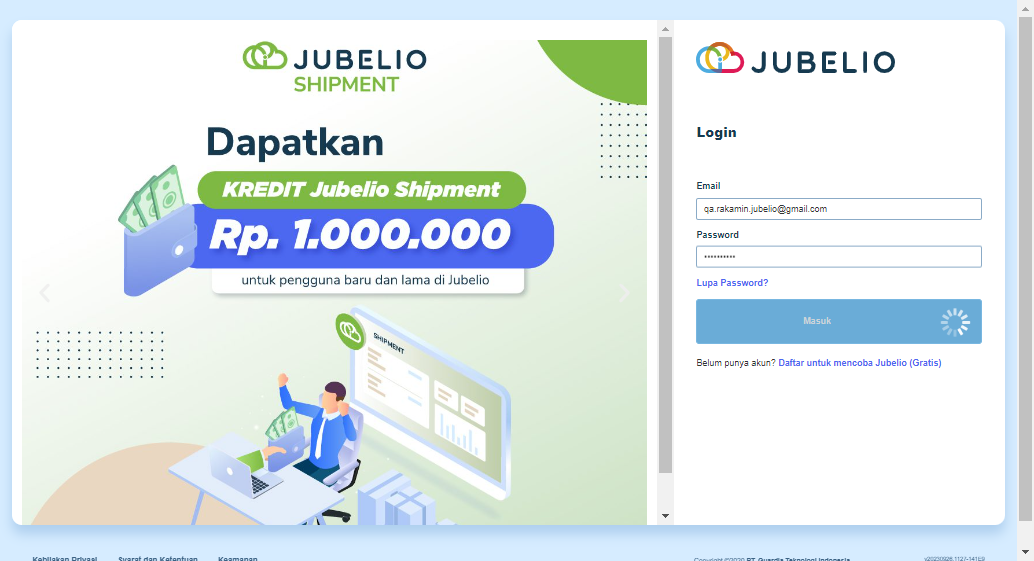 JUBELIO
SHIPMENT
Dapatkan
KREDIT Jubelio Shipment
Rp. 1.000.000
untuk pengguna baru dan lama di Jubelio
SHIPMENT
JUBELIO
Login
Email
qa.rakamin.jubelio@gmail.com
Password
Lupa Password?
Masuk
Belum punya akun? Daftar untuk mencoba Jubelio (Gratis)
Kebijakan Privasi Syarat dan Ketentuan Keamanan
Copyright ©2020 PT. Guardia Teknologi Indonesia